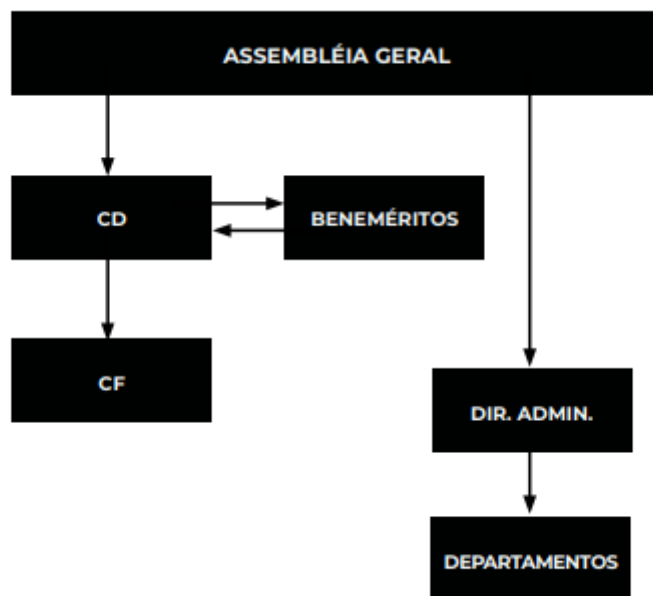 ASSEMBLÉIA GERAL
CD
BENEMÉRITOS
CF
DIR. ADMIN.
DEPARTAMENTOS